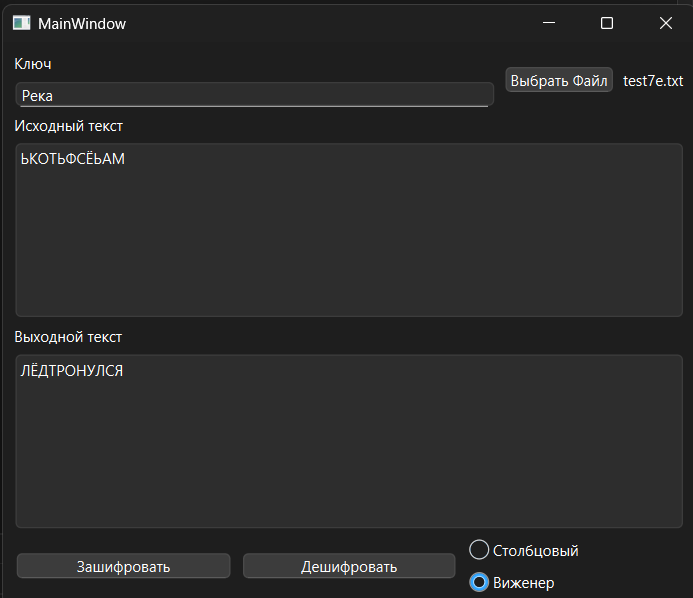 MainWindow
Ключ
Река
Выбрать Файл
test7e.txt
Исходный текст
ЬКОТЬФСЁЬАМ
Выходной текст
ЛЁДТРОНУЛСЯ
Зашифровать
Дешифровать
Столбцовый
Виженер